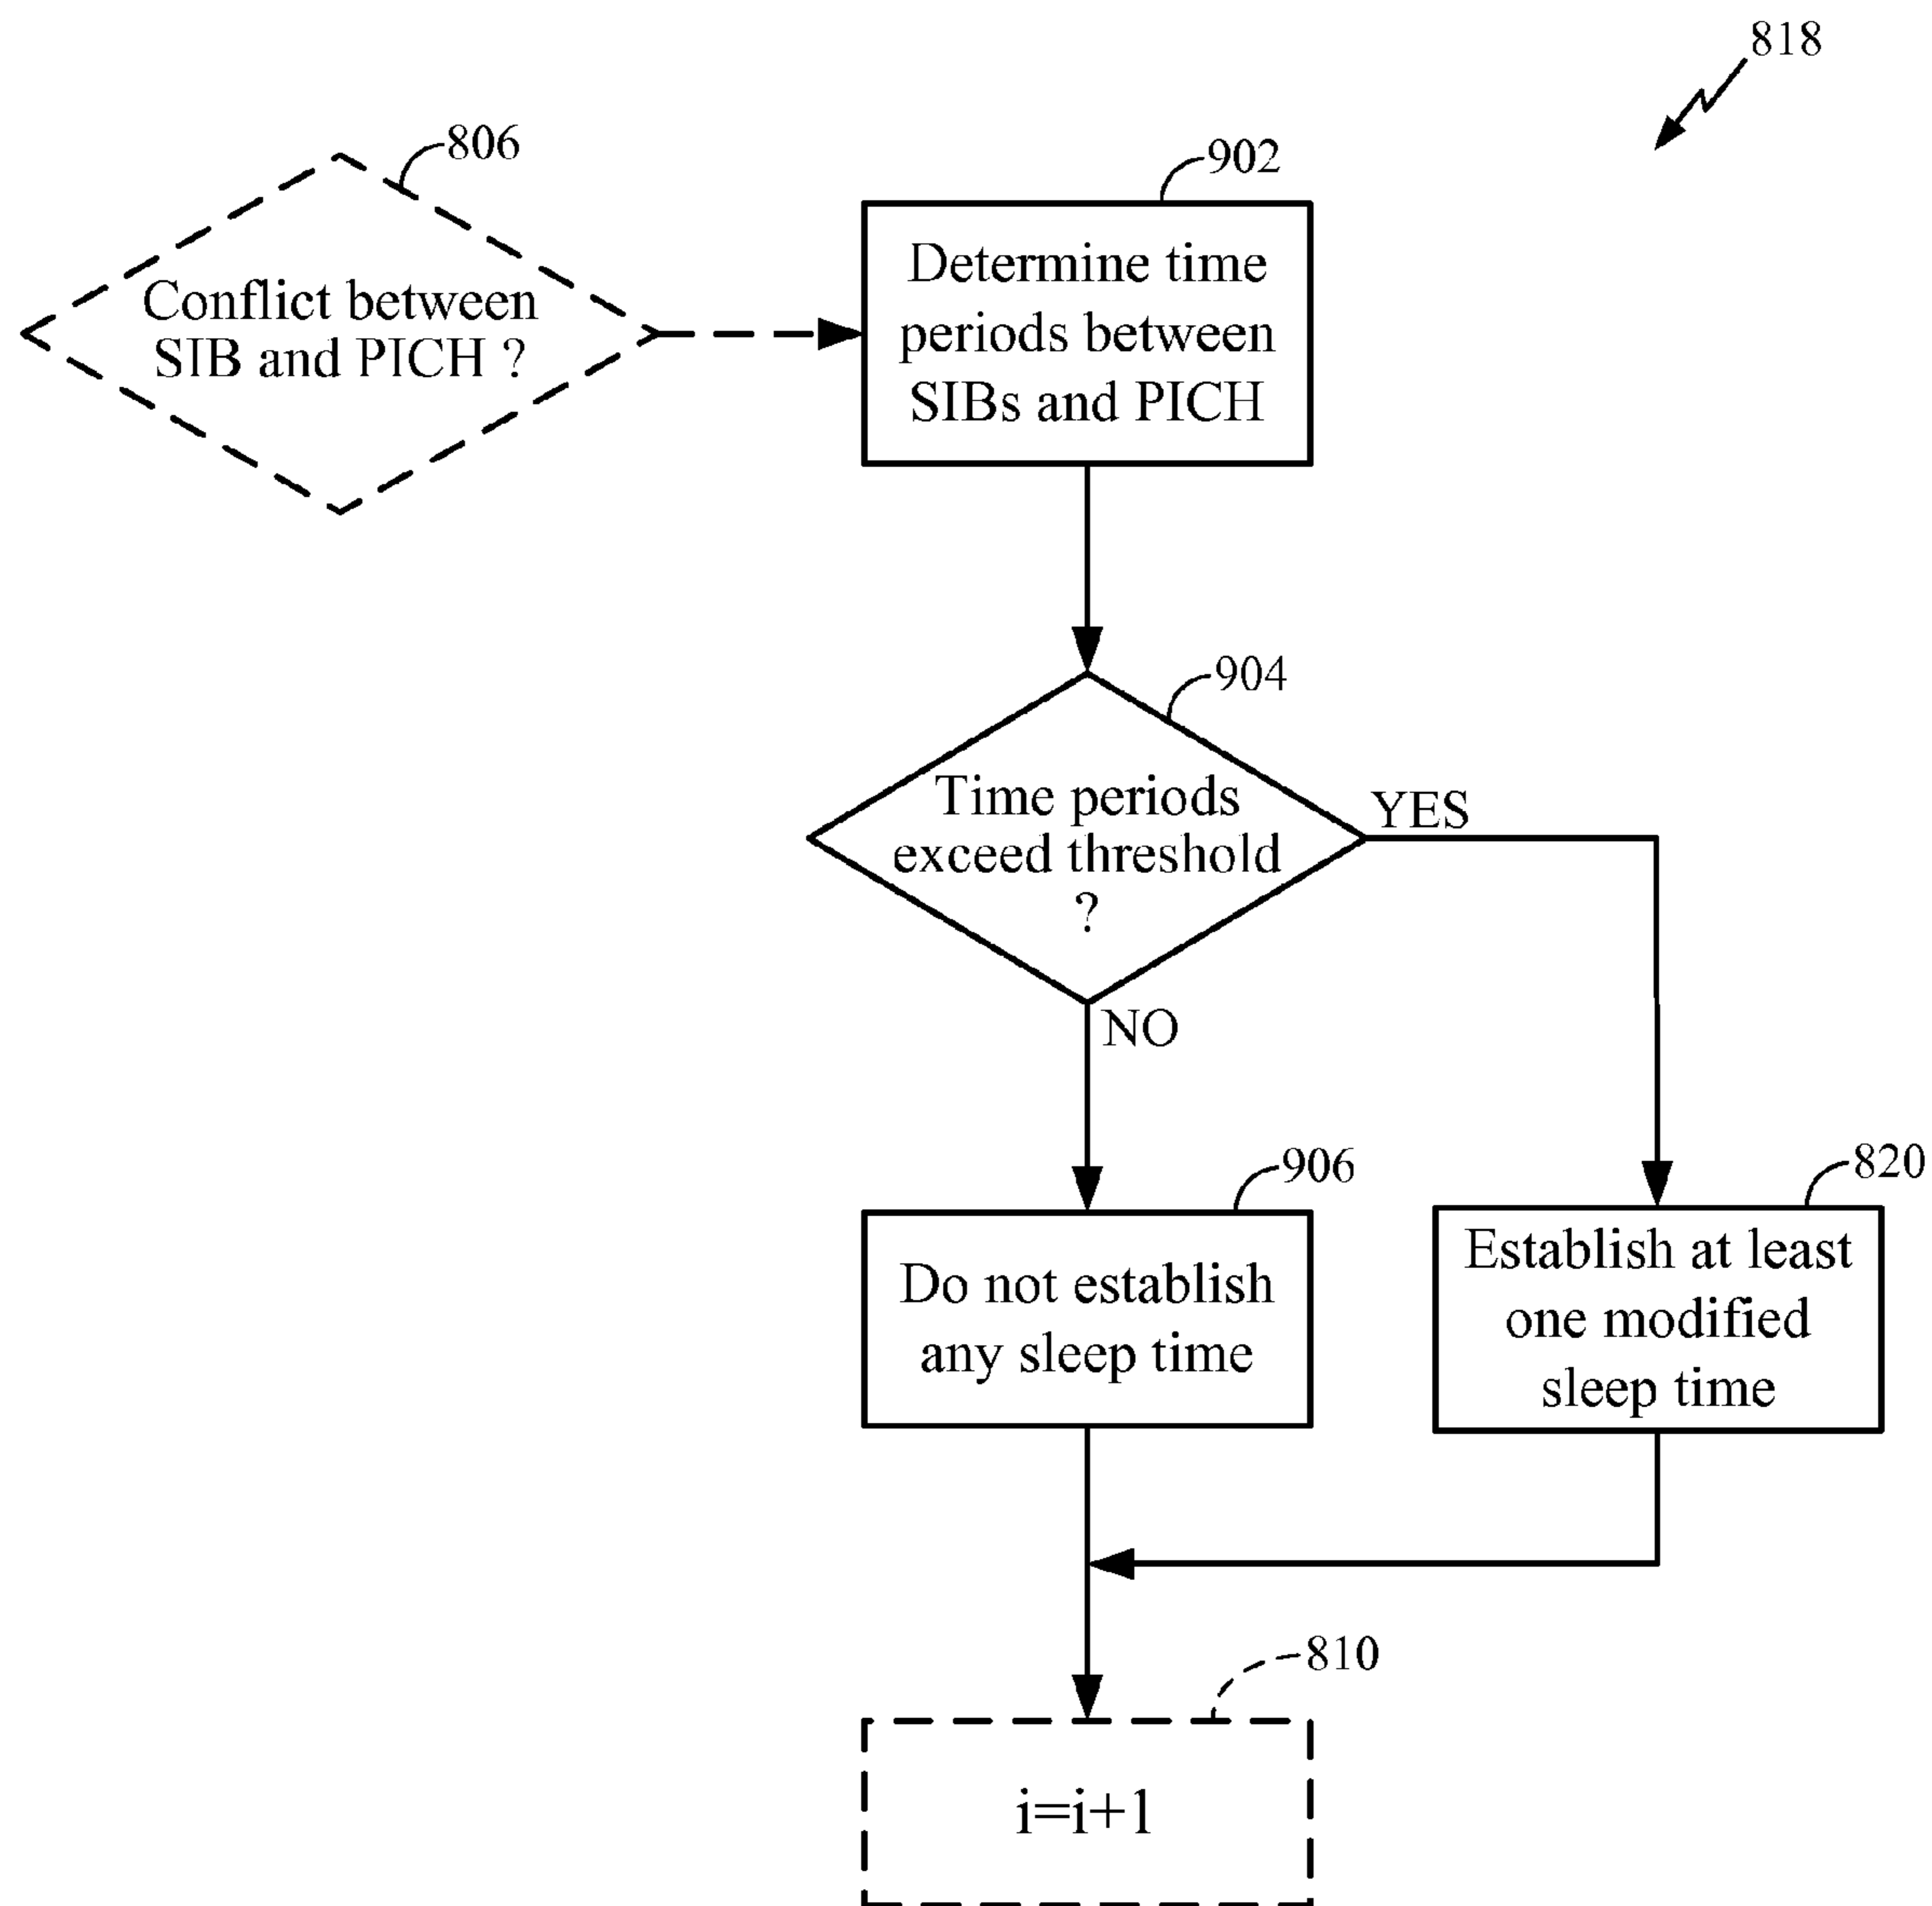 818
806
902
Determine time
periods between
SIBs and PICH
Conflict between
SIB and PICH ?
904
Time periods
exceed threshold
?
YES
NO
906
820
Do not establish
any sleep time
Establish at least
one modified
sleep time
810
i=i+1